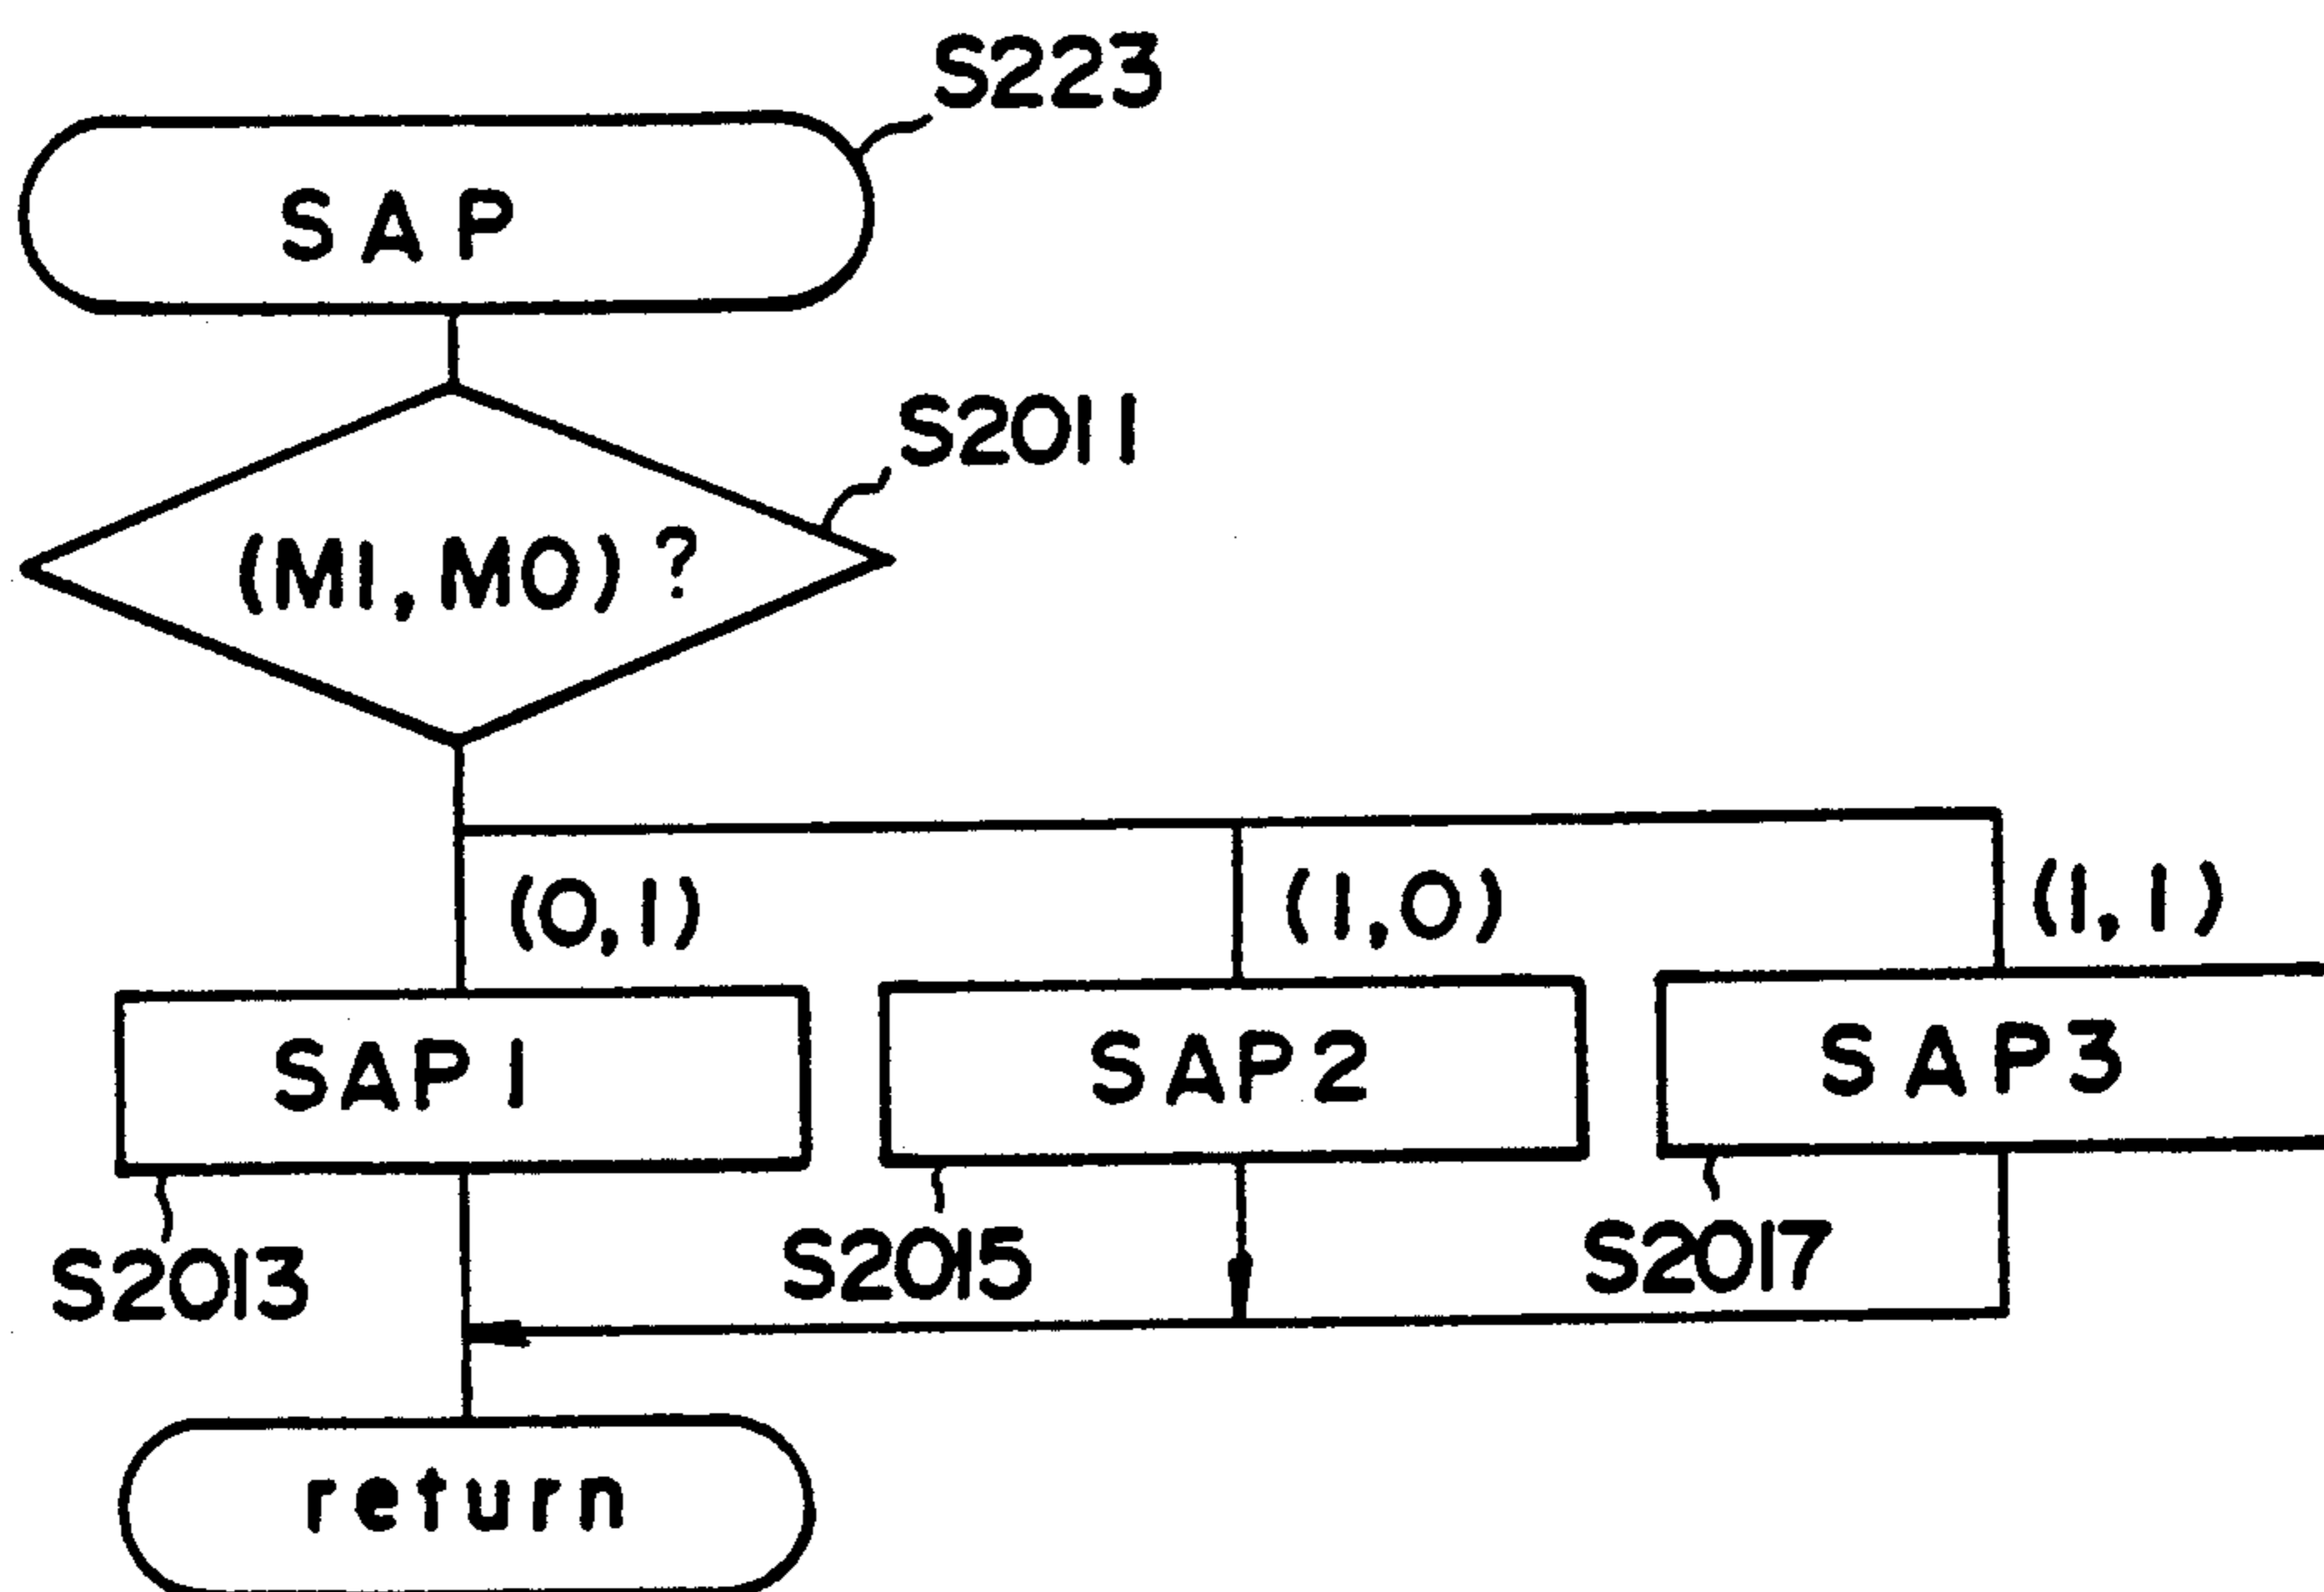 S223
SAP
S2011
(M1,M0)?
(0,1)
(1,0)
(1,1)
SAP1
SAP2
SAP3
S2013
S2015
S2017
return